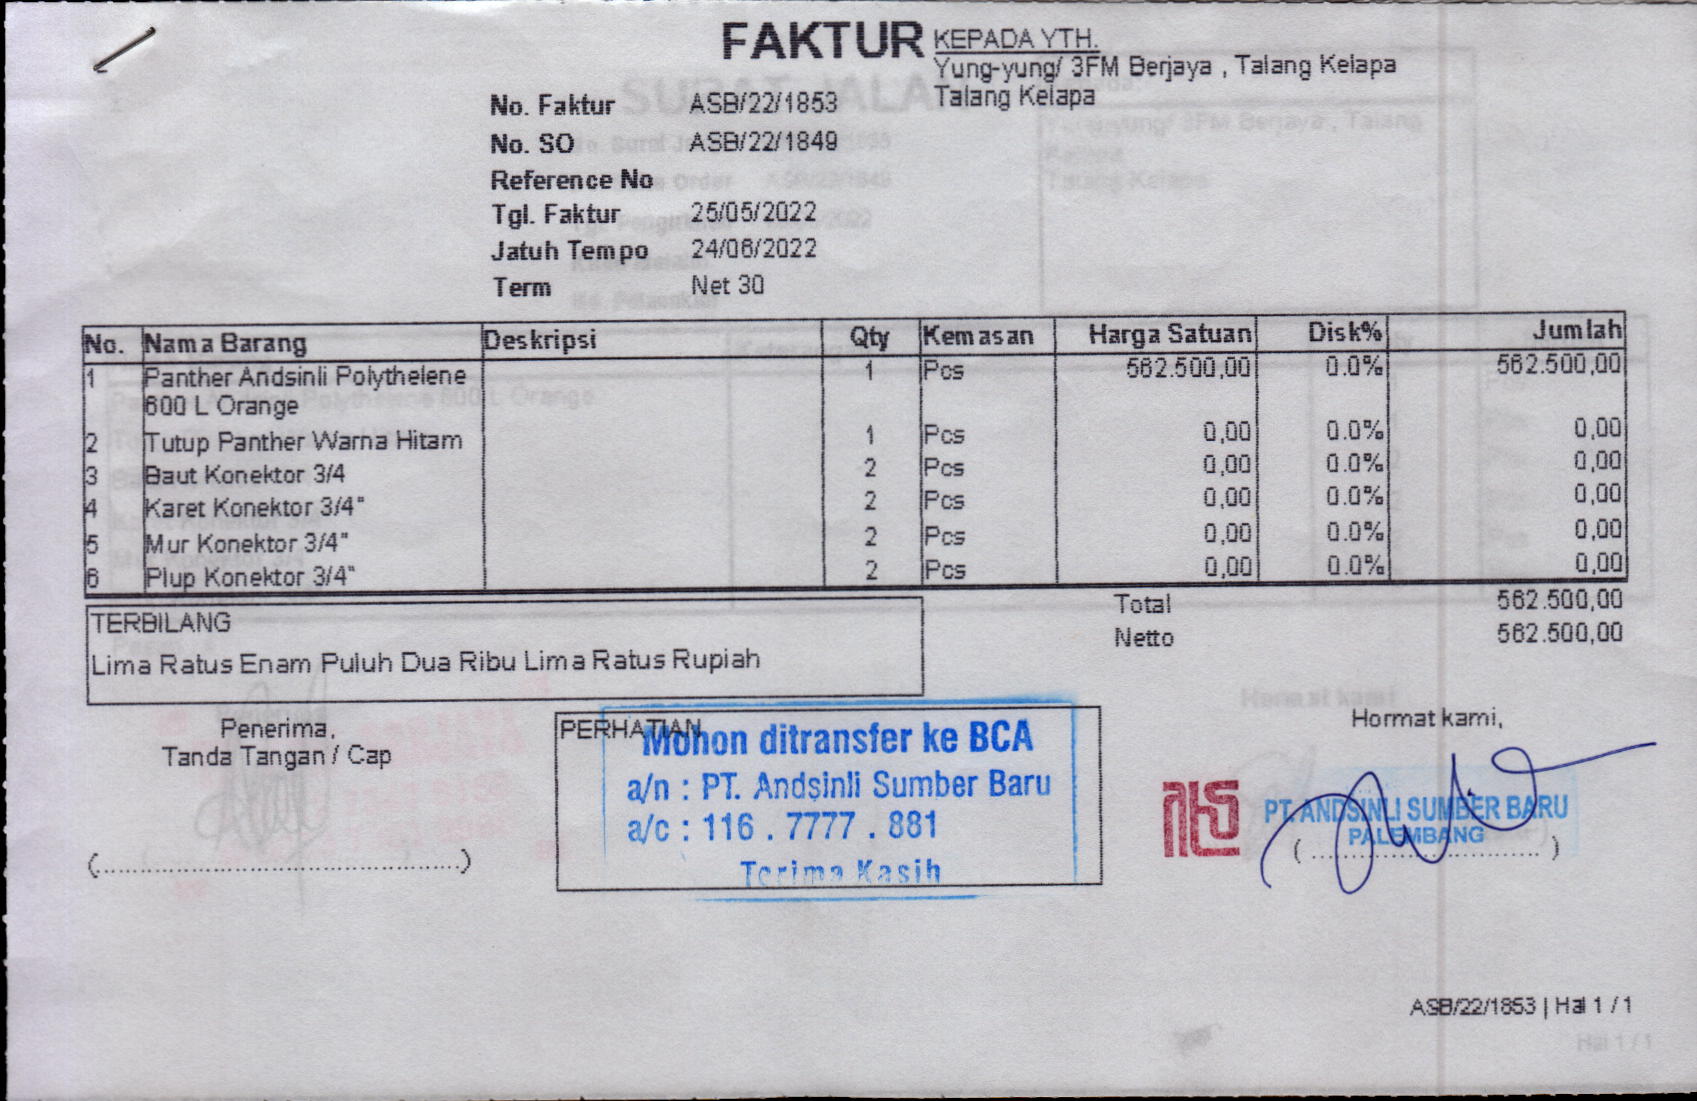 FAKTUR
KEPADA YTH.
Yung-yung/ 3FM Berjaya , Talang Kelapa
Talang Kelapa
No. Faktur ASB/22/1853
No. SO ASB/22/1849
Reference No
Tgl. Faktur 25/05/2022
Jatuh Tempo 24/06/2022
Term Net 30
No. Nama Barang Deskripsi Qty Kemasan Harga Satuan Disk% Jumlah
1 Panther Andsinli Polythelene 1 Pcs 562.500,00 0.0% 562.500,00
600 L Orange
2 Tutup Panther Warna Hitam 1 Pcs 0,00 0.0% 0,00
3 Baut Konektor 3/4 2 Pcs 0,00 0.0% 0,00
4 Karet Konektor 3/4" 2 Pcs 0,00 0.0% 0,00
5 Mur Konektor 3/4" 2 Pcs 0,00 0.0% 0,00
6 Plup Konektor 3/4" 2 Pcs 0,00 0.0% 0,00
Total 562.500,00
Netto 562.500,00
TERBILANG
Lima Ratus Enam Puluh Dua Ribu Lima Ratus Rupiah
Penerima,
Tanda Tangan / Cap
(..............................................)
PERHATIAN
Mohon ditransfer ke BCA
a/n : PT. Andsinli Sumber Baru
a/c : 116 . 7777 . 881
Terima Kasih
Hormat kami,
PT. ANDSINLI SUMBER BARU
PALEMBANG
( .............................. )
ASB/22/1853 | Hal 1 / 1
Hal 1 / 1